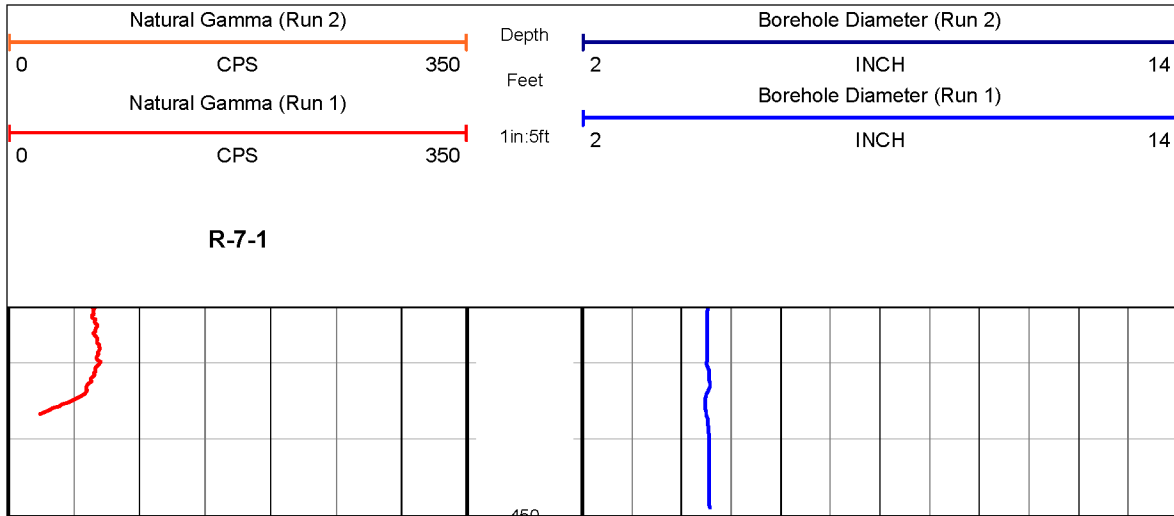 Natural Gamma (Run 2)
0 CPS 350
Natural Gamma (Run 1)
0 CPS 350
Depth
Feet
1in:5ft
Borehole Diameter (Run 2)
2 INCH 14
Borehole Diameter (Run 1)
2 INCH 14
R-7-1
450